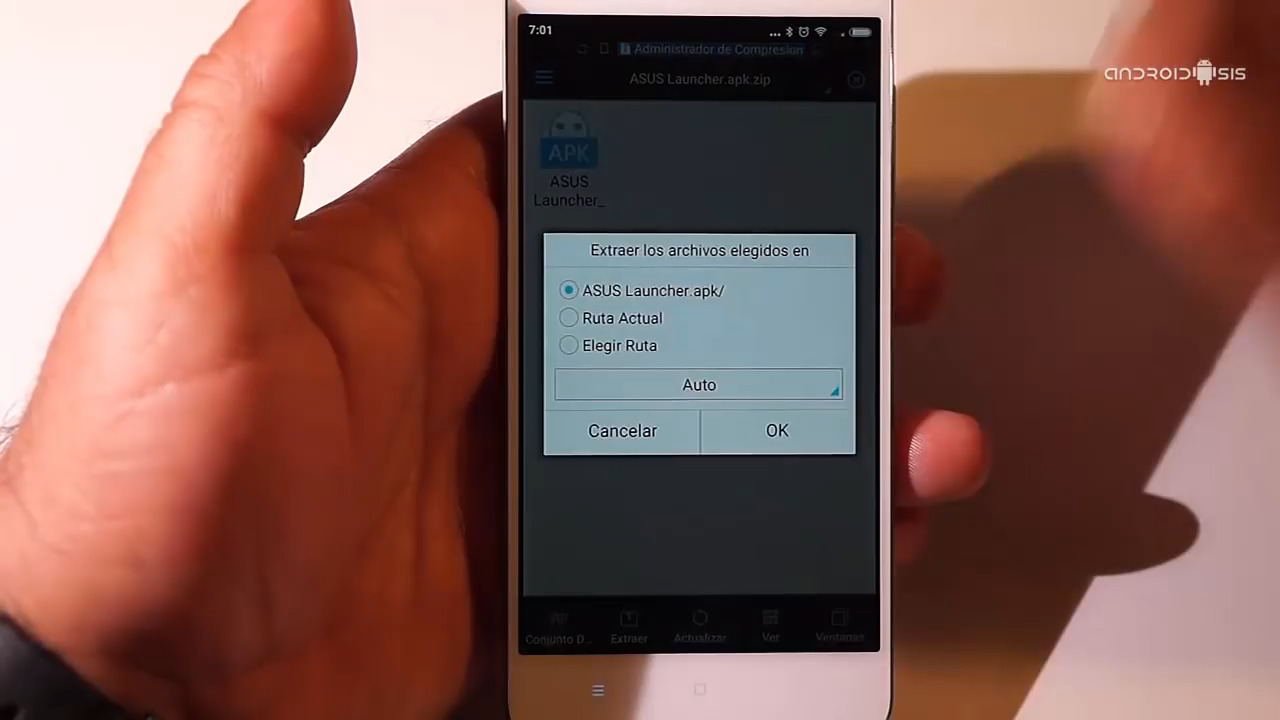 7:01
Administrador de Compresion
ANDROIDSIS
ASUS Launcher.apk.zip
APK
ASUS
Launcher_
Extraer los archivos elegidos en
ASUS Launcher.apk/
Ruta Actual
Elegir Ruta
Auto
Cancelar
OK
Conjunto D...
Extraer
Actualizar
Ver
Ventanas